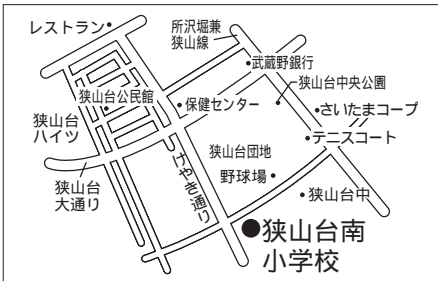 レストラン
所沢堀兼
狭山線
武蔵野銀行
狭山台中央公園
狭山台公民館
保健センター
さいたまコープ
狭山台
ハイツ
テニスコート
狭山台団地
けやき通り
野球場
狭山台
大通り
狭山台中
狭山台南
小学校